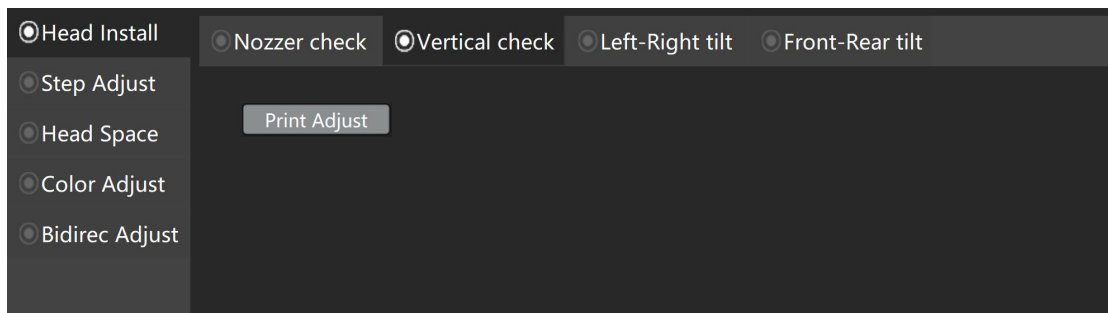 Head Install
Nozzer check
Vertical check
Left-Right tilt
Front-Rear tilt
Step Adjust
Head Space
Color Adjust
Bidirec Adjust
Print Adjust